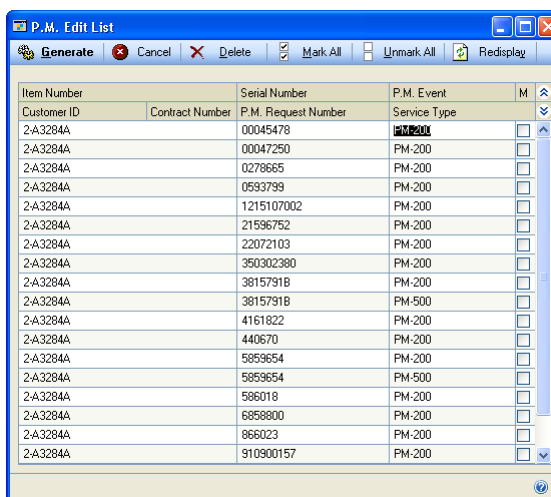 P.M. Edit List
Generate Cancel Delete Mark All Unmark All Redisplay
Item Number Serial Number P.M. Event M
Customer ID Contract Number P.M. Request Number Service Type
2-A3284A 00045478 PM-200
2-A3284A 00047250 PM-200
2-A3284A 0278665 PM-200
2-A3284A 0593799 PM-200
2-A3284A 1215107002 PM-200
2-A3284A 21596752 PM-200
2-A3284A 22072103 PM-200
2-A3284A 350302380 PM-200
2-A3284A 3815791B PM-200
2-A3284A 3815791B PM-500
2-A3284A 4161822 PM-200
2-A3284A 440670 PM-200
2-A3284A 5859654 PM-200
2-A3284A 5859654 PM-500
2-A3284A 586018 PM-200
2-A3284A 6858800 PM-200
2-A3284A 866023 PM-200
2-A3284A 910900157 PM-200